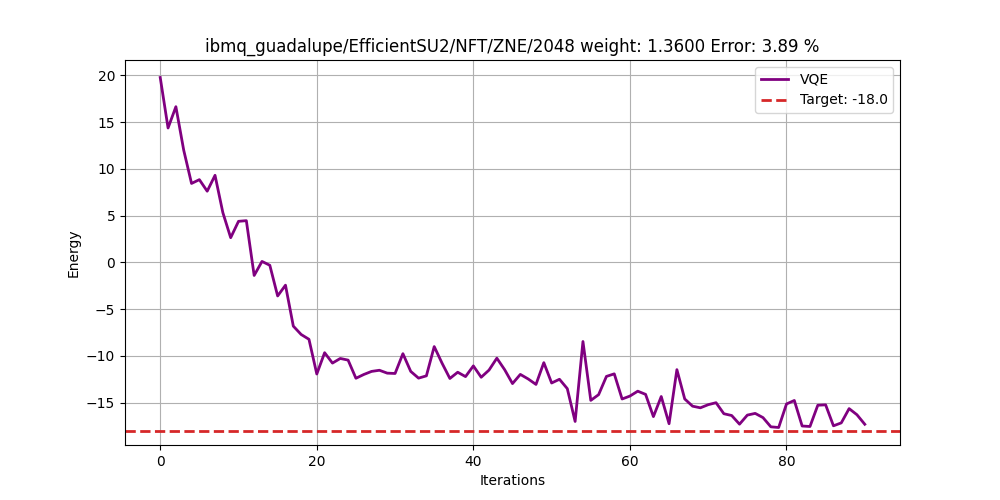 ibmq_guadalupe/EfficientSU2/NFT/ZNE/2048 weight: 1.3600 Error: 3.89 %
VQE
Target: -18.0
20
15
10
5
0
−5
−10
−15
Energy
0 20 40 60 80
Iterations